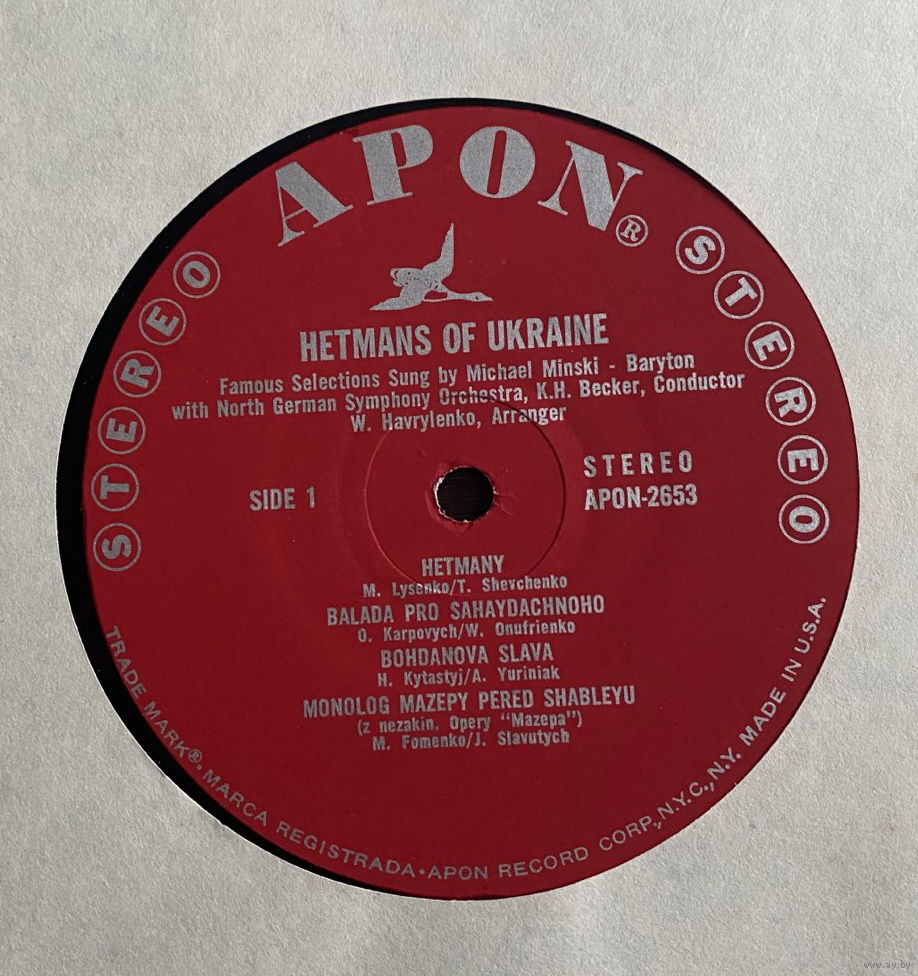 APON®
STEREO
STEREO
HETMANS OF UKRAINE
Famous Selections Sung by Michael Minski - Baryton
with North German Symphony Orchestra, K.H. Becker, Conductor
W. Havrylenko, Arranger
SIDE 1
STEREO
APON-2653
HETMANY
M. Lysenko/T. Shevchenko
BALADA PRO SAHAYDACHNOHO
O. Karpovych/W. Onufrienko
BOHDANOVA SLAVA
H. Kytastyj/A. Yuriniak
MONOLOG MAZEPY PERED SHABLEYU
(z nezakin. Opery "Mazepa")
M. Fomenko/J. Slavutych
TRADE MARK®. MARCA REGISTRADA•APON RECORD CORP., N.Y.C., N.Y. MADE IN U.S.A.
www.ay.by